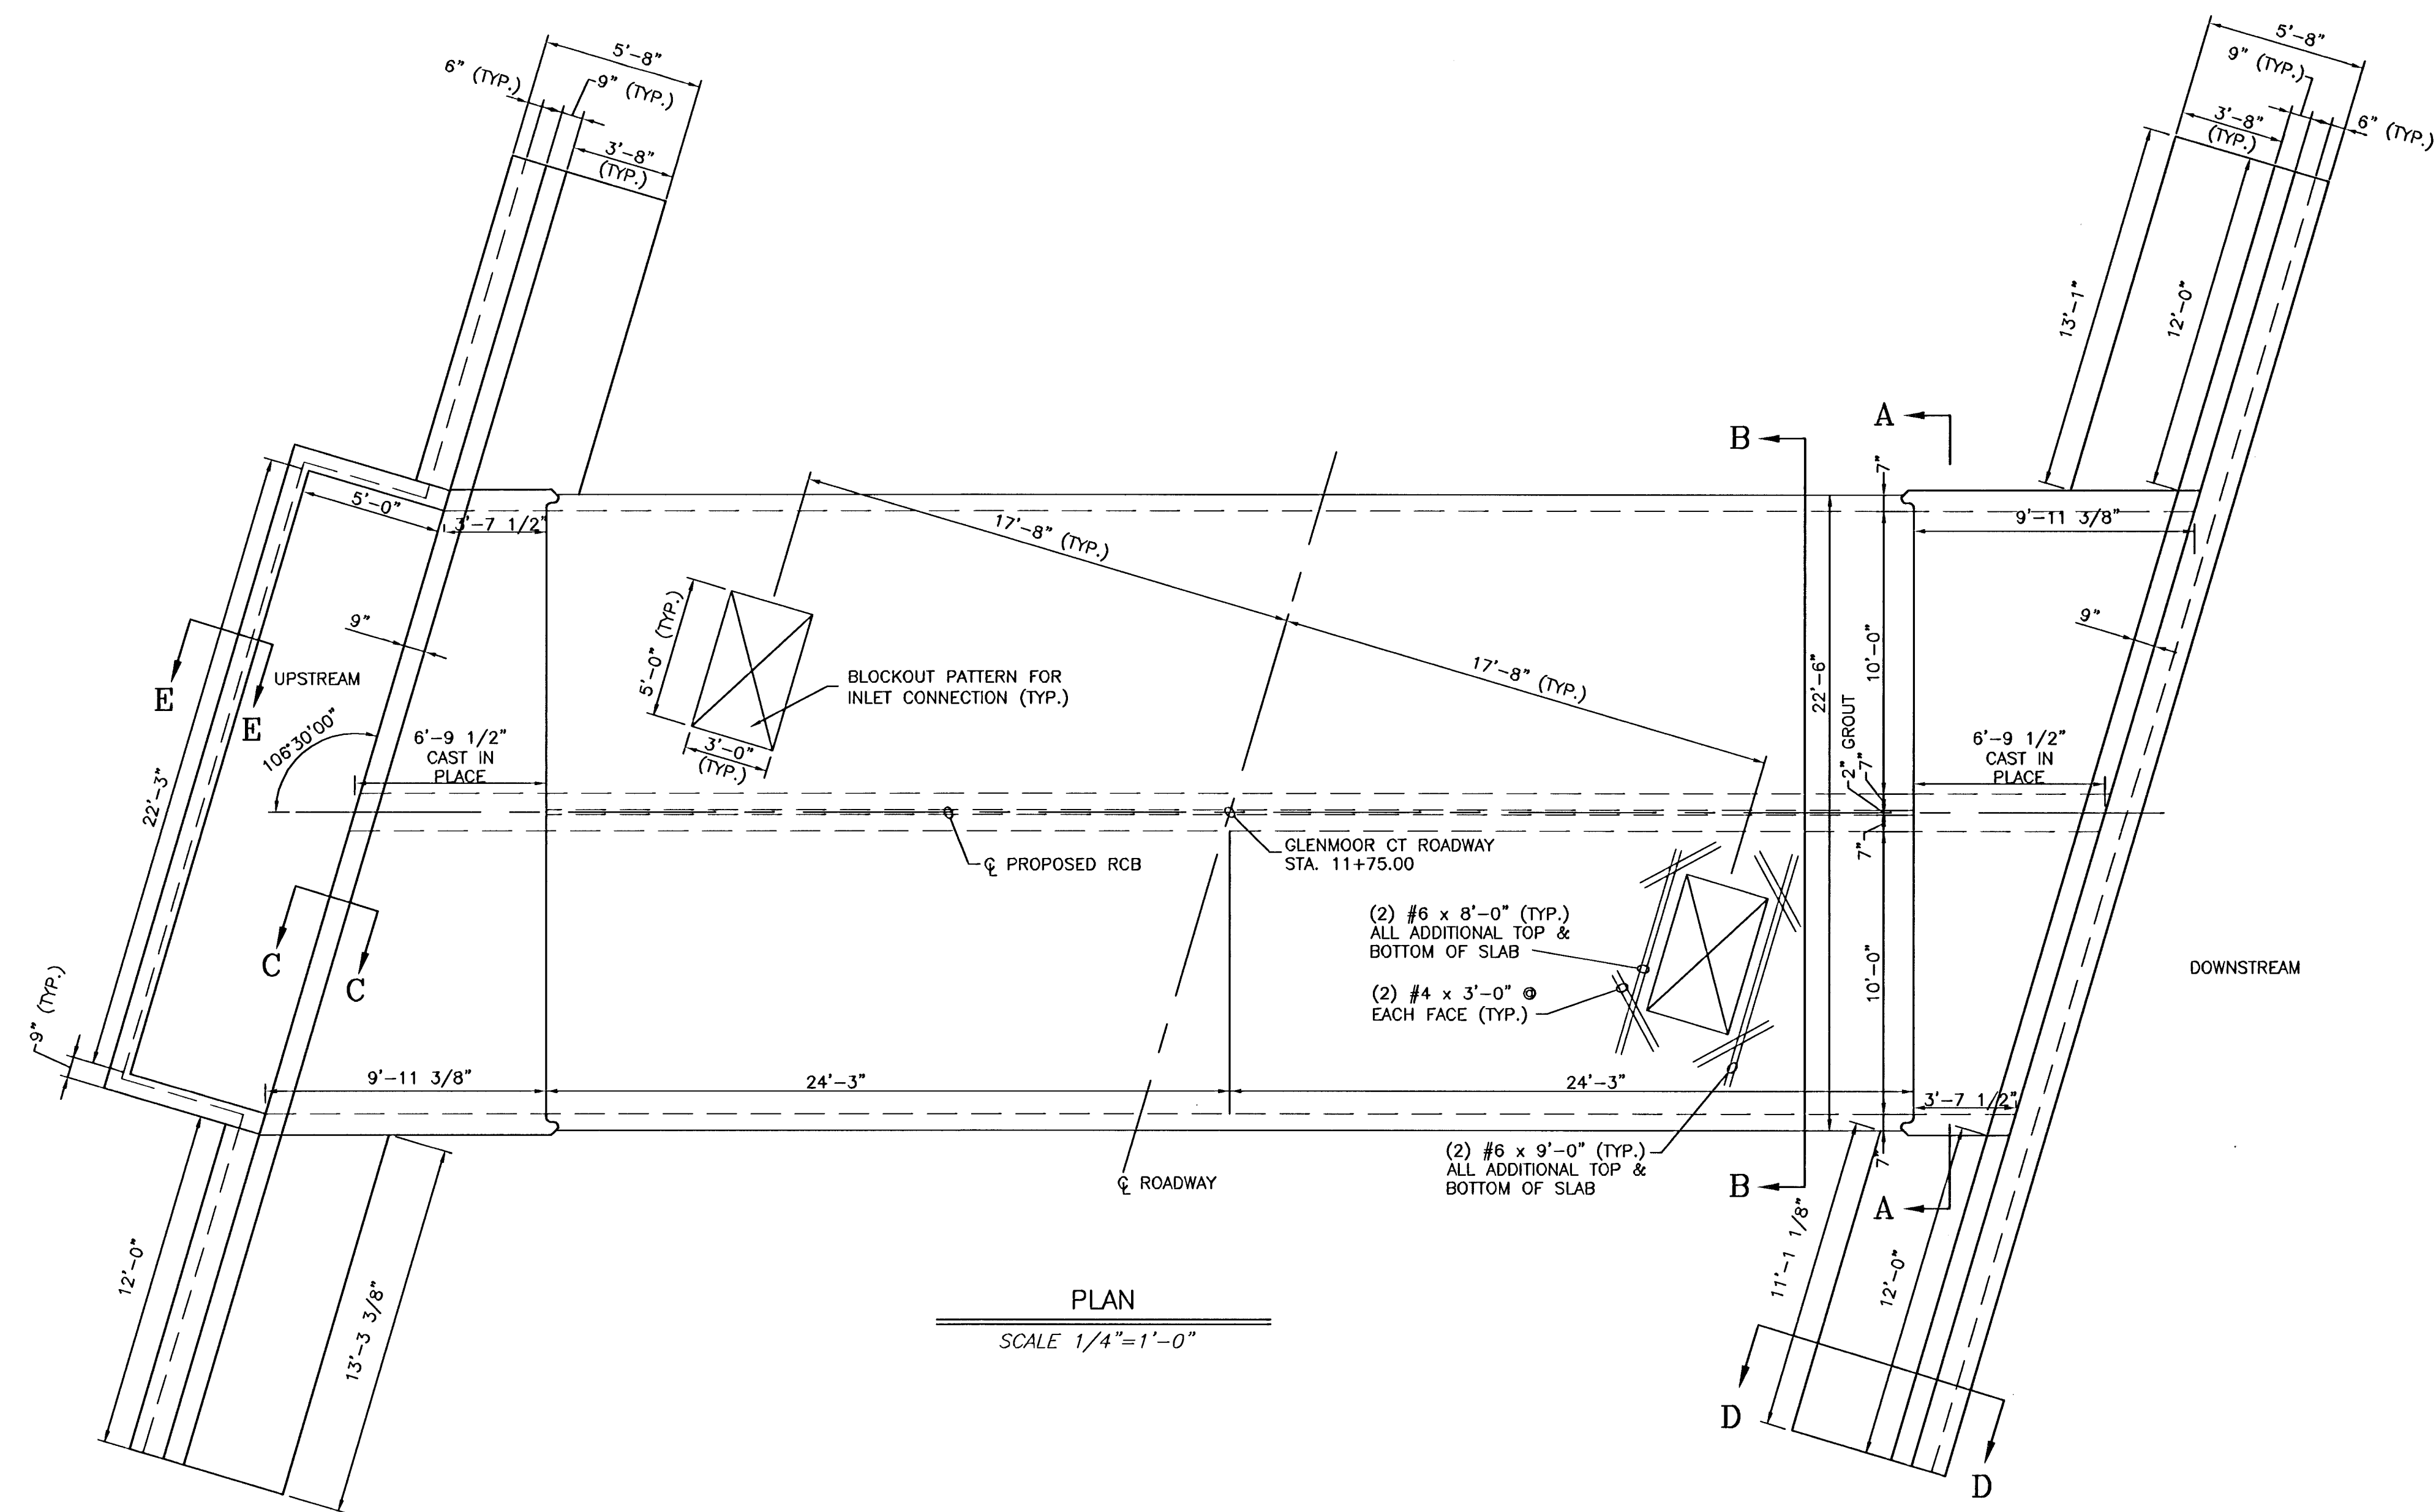 5'-8"
6" (TYP.)
9" (TYP.)
3'-8"
(TYP.)
5'-8"
9" (TYP.)
3'-8"
(TYP.)
6" (TYP.)
13'-1"
12'-0"
A
B
7"
5'-0"
3'-7 1/2"
17'-8" (TYP.)
9'-11 3/8"
9"
5'-0" (TYP.)
BLOCKOUT PATTERN FOR
INLET CONNECTION (TYP.)
3'-0"
(TYP.)
17'-8" (TYP.)
22'-6"
10'-0"
9"
E
UPSTREAM
E
106°30'00"
6'-9 1/2"
CAST IN
PLACE
2" GROUT
7"
6'-9 1/2"
CAST IN
PLACE
22'-3"
℄ PROPOSED RCB
GLENMOOR CT ROADWAY
STA. 11+75.00
7"
(2) #6 x 8'-0" (TYP.)
ALL ADDITIONAL TOP &
BOTTOM OF SLAB
(2) #4 x 3'-0" @
EACH FACE (TYP.)
10'-0"
DOWNSTREAM
C
C
9" (TYP.)
9'-11 3/8"
24'-3"
24'-3"
3'-7 1/2"
(2) #6 x 9'-0" (TYP.)
ALL ADDITIONAL TOP &
BOTTOM OF SLAB
7"
B
A
℄ ROADWAY
12'-0"
13'-3 3/8"
11'-1 1/8"
12'-0"
PLAN
SCALE 1/4"=1'-0"
D
D